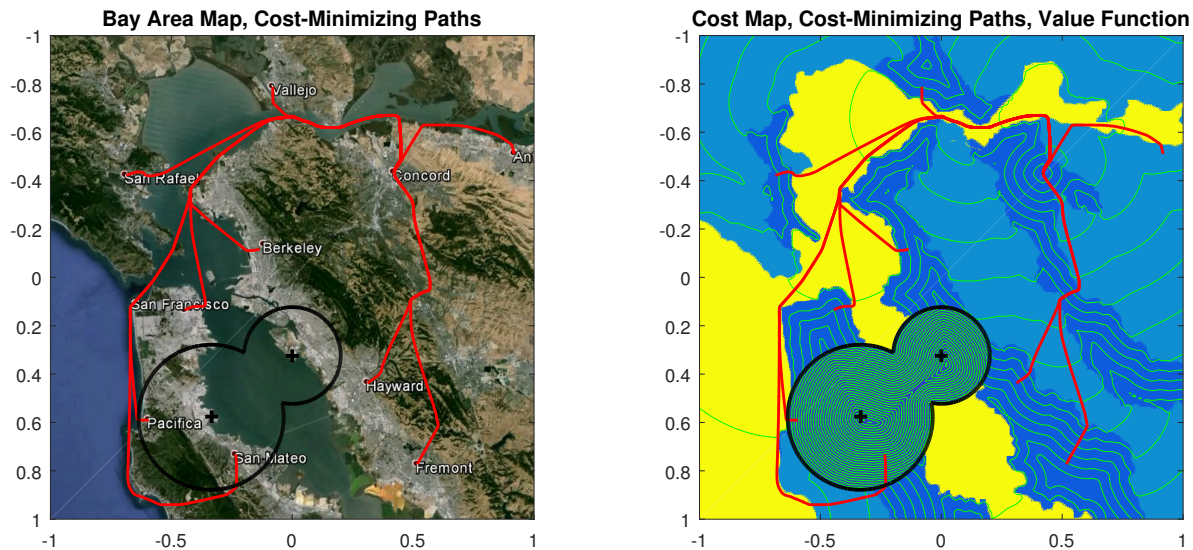 Bay Area Map, Cost-Minimizing Paths
-1
-0.8
-0.6
-0.4
-0.2
0
0.2
0.4
0.6
0.8
1
-1
-0.5
0
0.5
1
Vallejo
An
San Rafael
Concord
Berkeley
San Francisco
Hayward
Pacifica
San Mateo
Fremont
Cost Map, Cost-Minimizing Paths, Value Function
-1
-0.8
-0.6
-0.4
-0.2
0
0.2
0.4
0.6
0.8
1
-1
-0.5
0
0.5
1